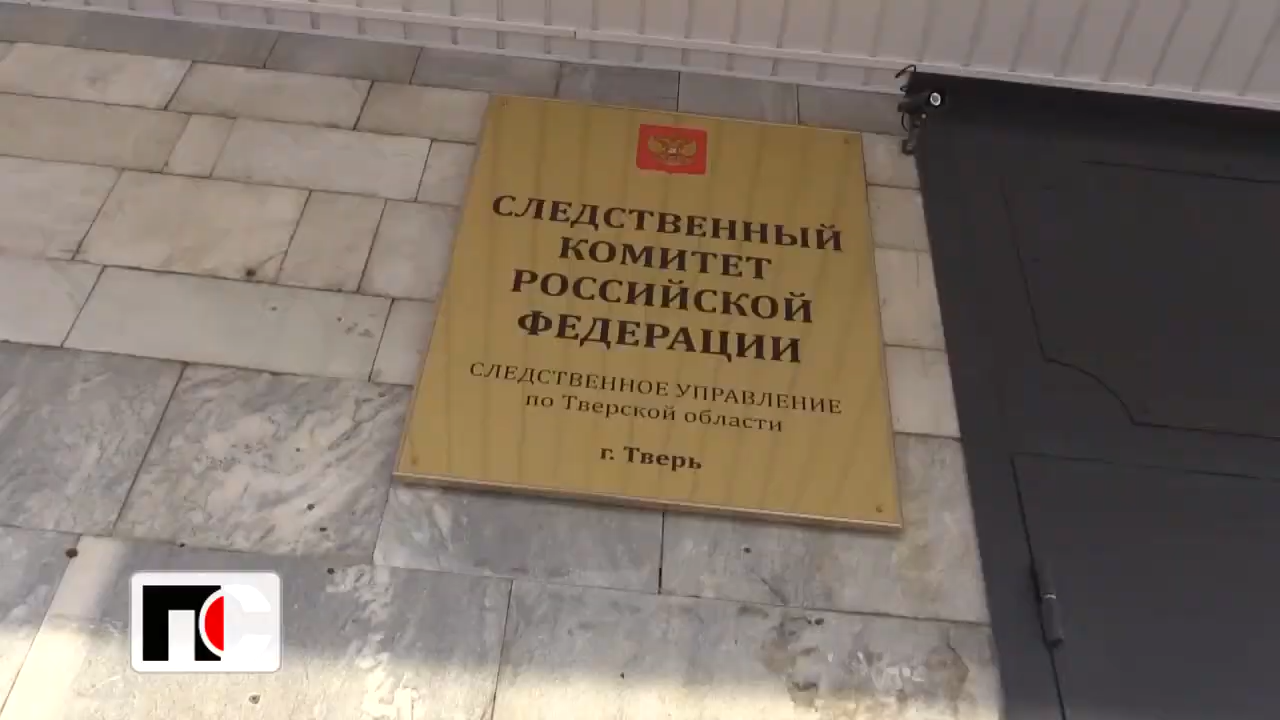 СЛЕДСТВЕННЫЙ
КОМИТЕТ
РОССИЙСКОЙ
ФЕДЕРАЦИИ
СЛЕДСТВЕННОЕ УПРАВЛЕНИЕ
по Тверской области
г. Тверь
ПС